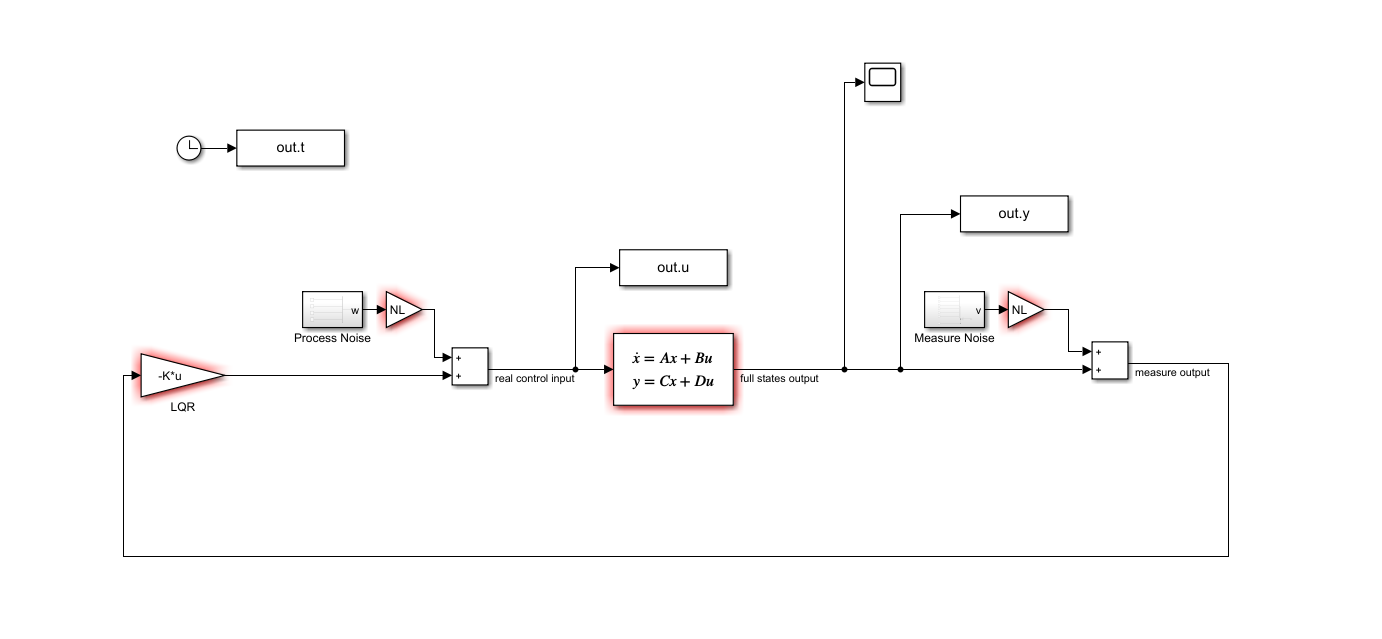 out.t
out.y
out.u
w
NL
Process Noise
v
NL
Measure Noise
+
+
+
+
ẋ = Ax + Bu
y = Cx + Du
-K*u
LQR
real control input
full states output
measure output